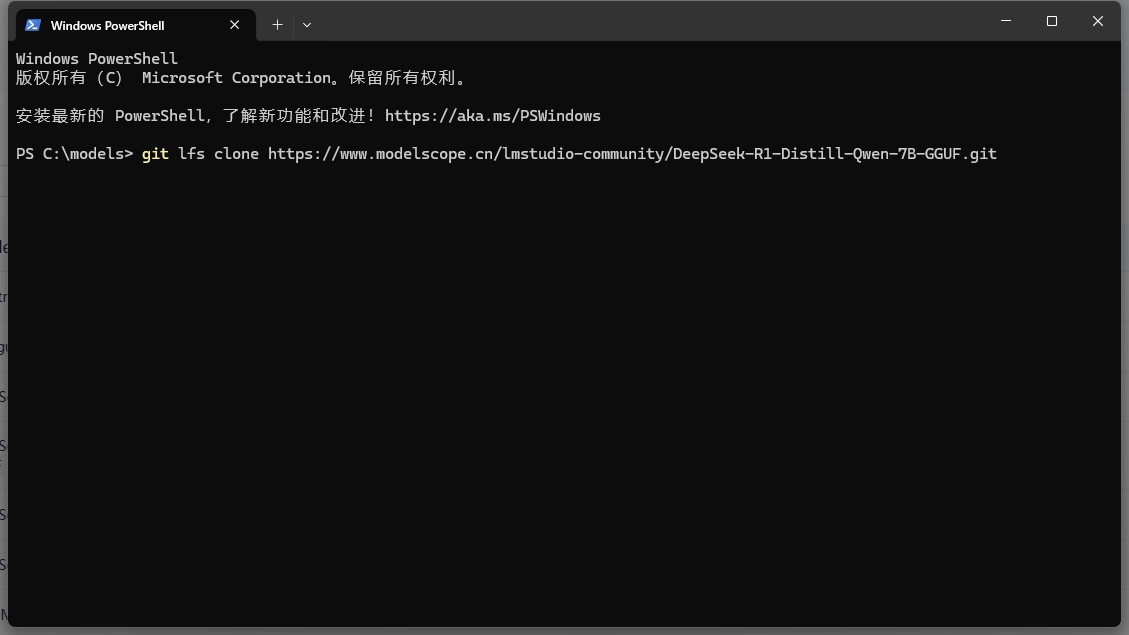 Windows PowerShell
Windows PowerShell
版权所有（C） Microsoft Corporation。保留所有权利。
安装最新的 PowerShell，了解新功能和改进！https://aka.ms/PSWindows
PS C:\models> git lfs clone https://www.modelscope.cn/lmstudio-community/DeepSeek-R1-Distill-Qwen-7B-GGUF.git